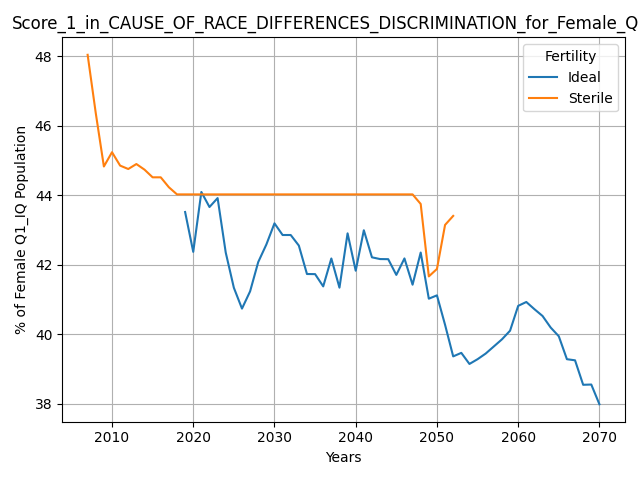 Score_1_in_CAUSE_OF_RACE_DIFFERENCES_DISCRIMINATION_for_Female_Q
Fertility
Ideal
Sterile
% of Female Q1_IQ Population
48
46
44
42
40
38
2010 2020 2030 2040 2050 2060 2070
Years